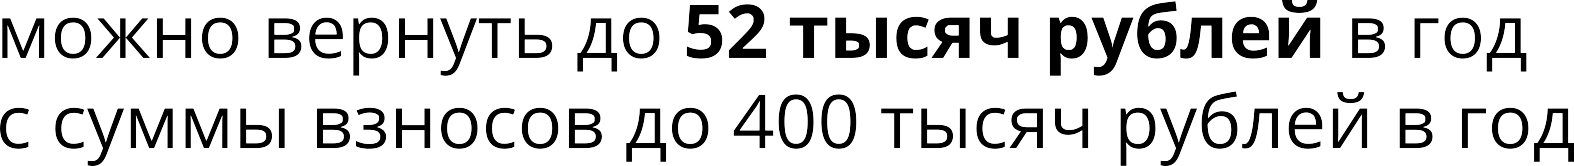 можно вернуть до 52 тысяч рублей в год
с суммы взносов до 400 тысяч рублей в год